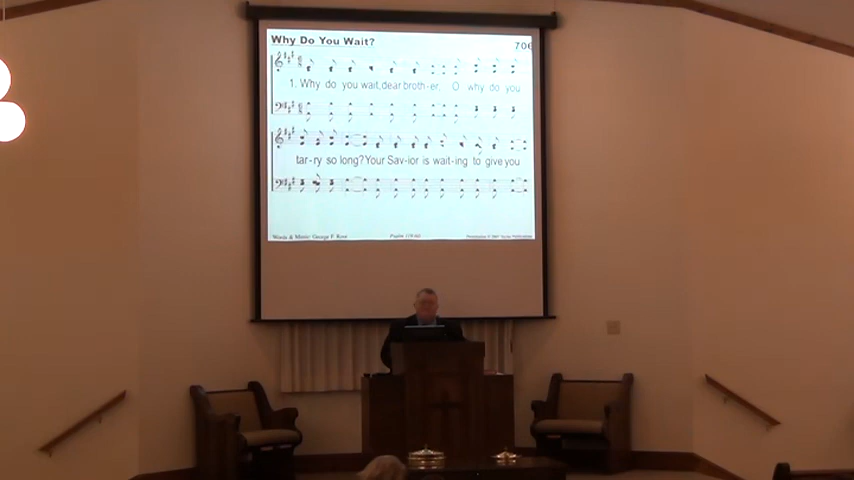 Why Do You Wait?
706
1. Why do you wait, dear broth-er, O why do you
tar-ry so long? Your Sav-ior is wait-ing to give you
Words & Music: George F. Root